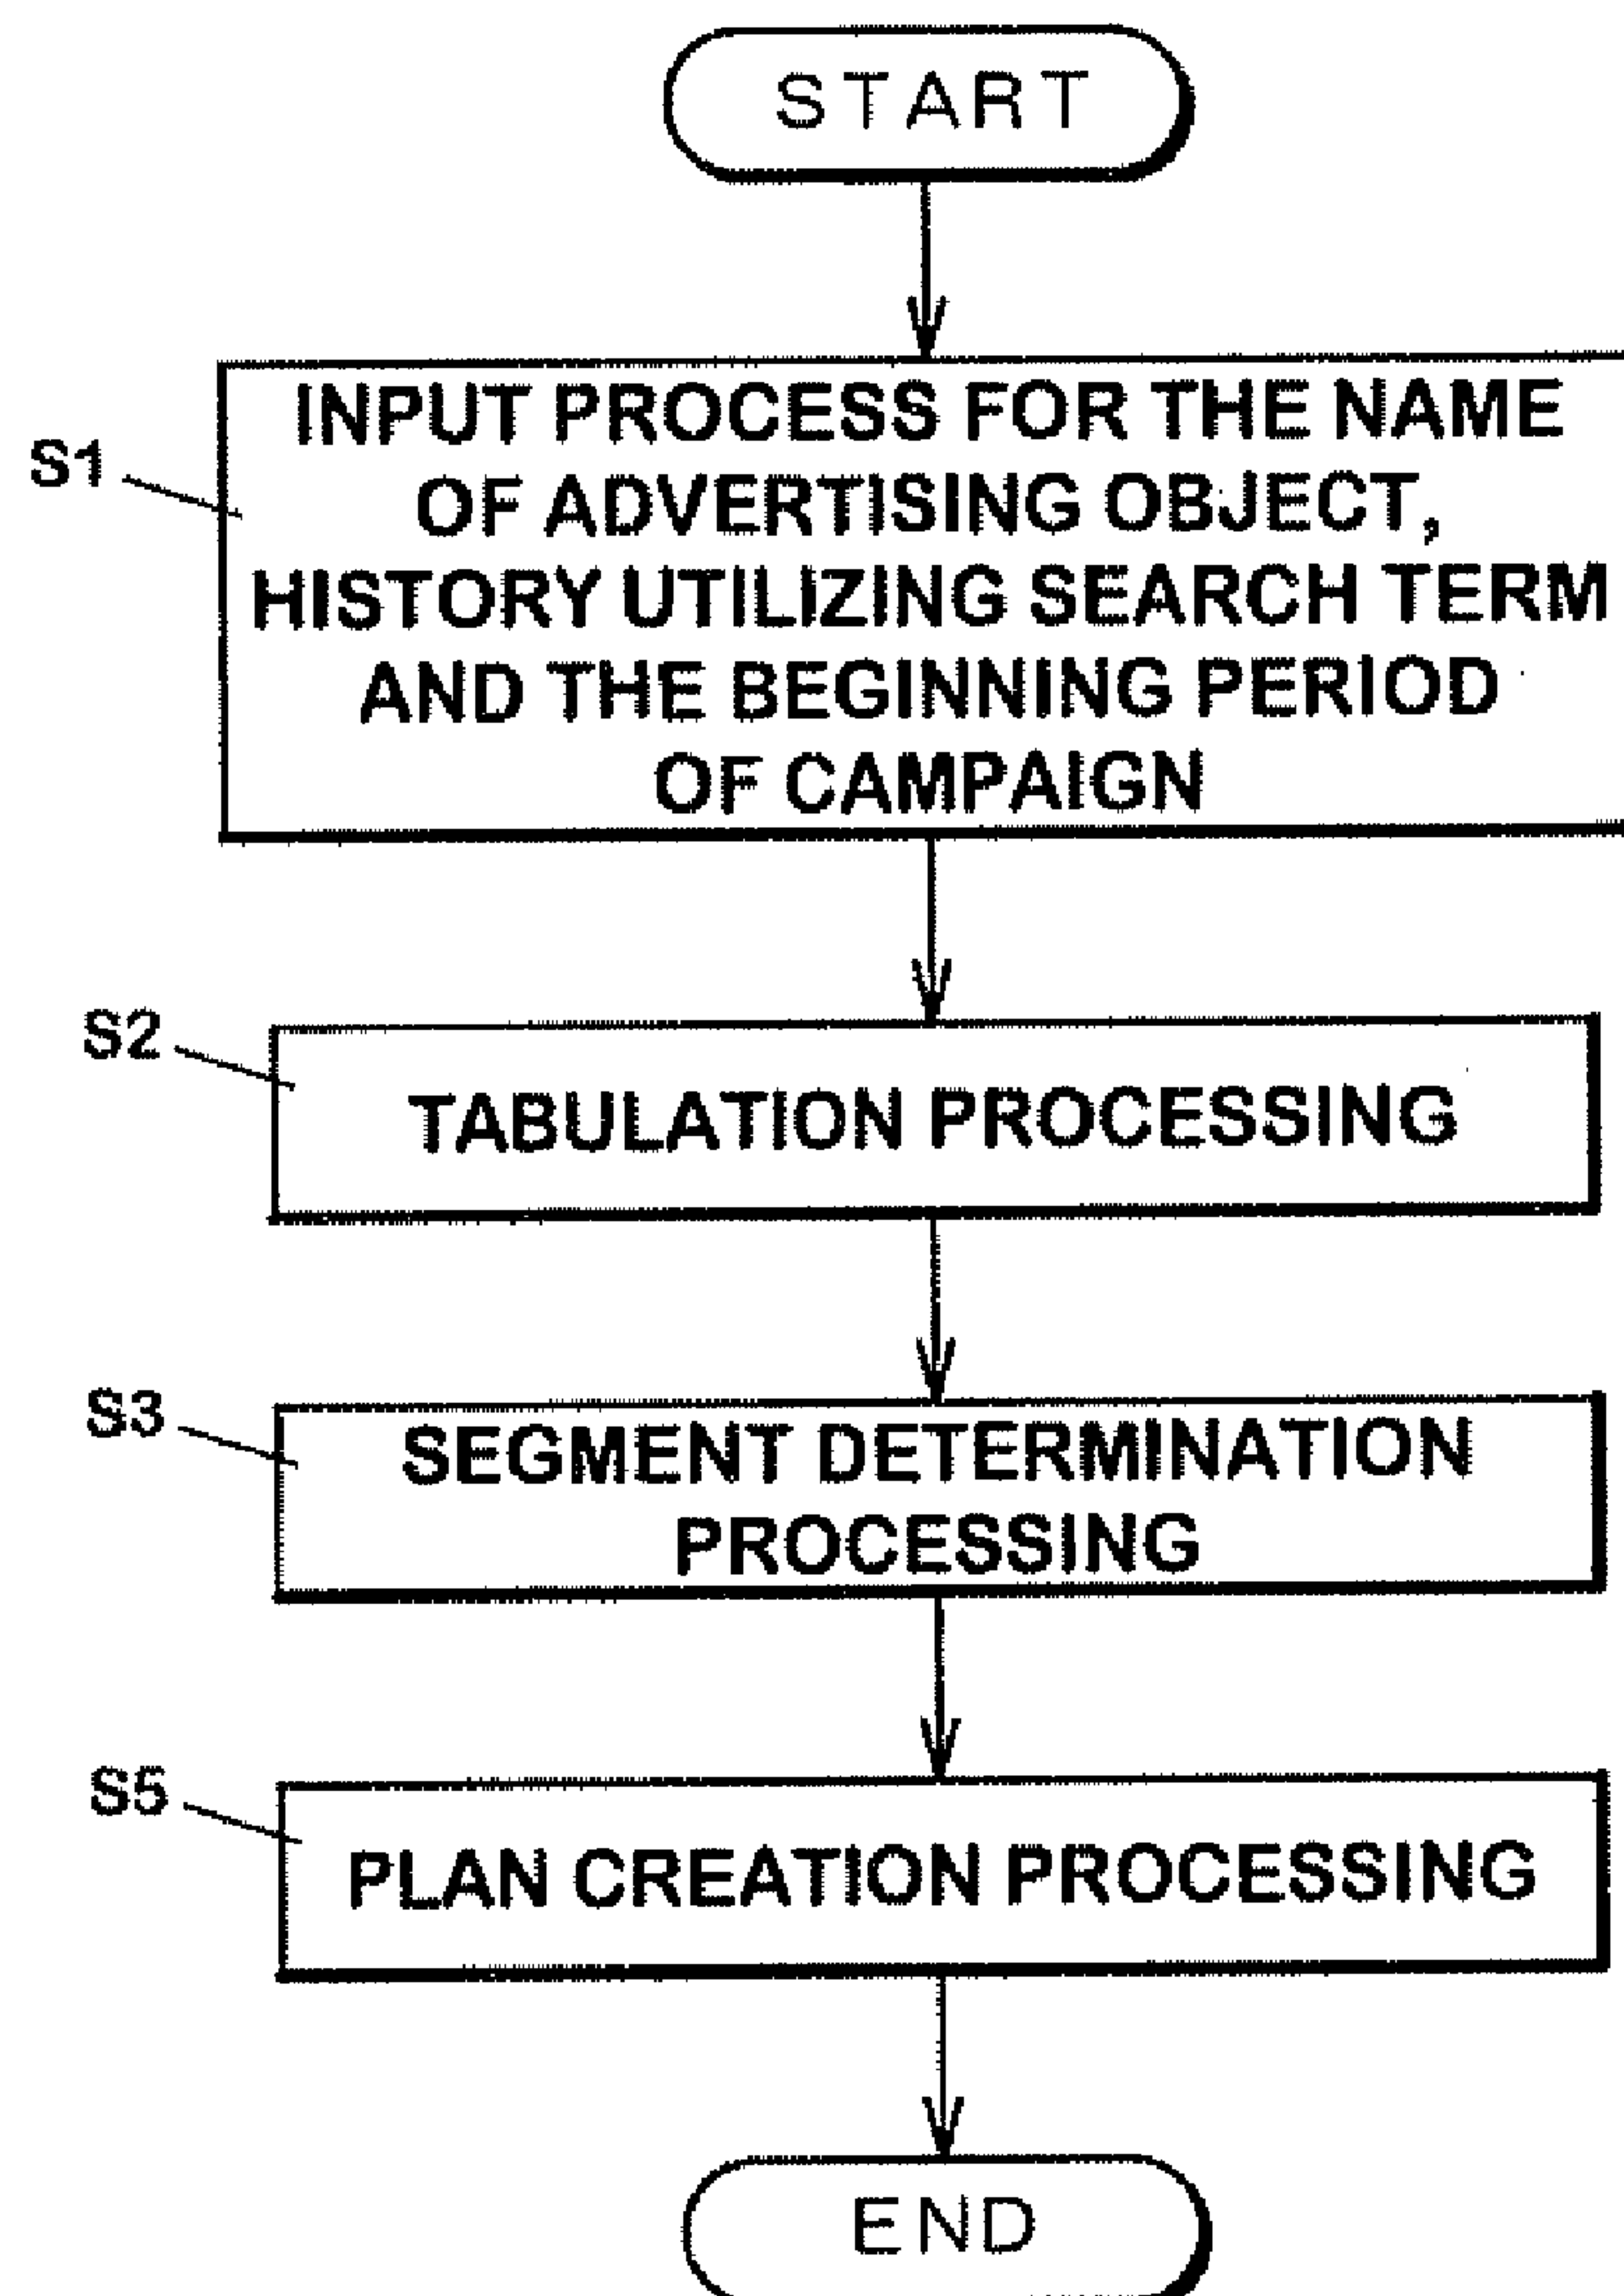 START
S1
INPUT PROCESS FOR THE NAME
OF ADVERTISING OBJECT,
HISTORY UTILIZING SEARCH TERM
AND THE BEGINNING PERIOD
OF CAMPAIGN
S2
TABULATION PROCESSING
S3
SEGMENT DETERMINATION
PROCESSING
S5
PLAN CREATION PROCESSING
END